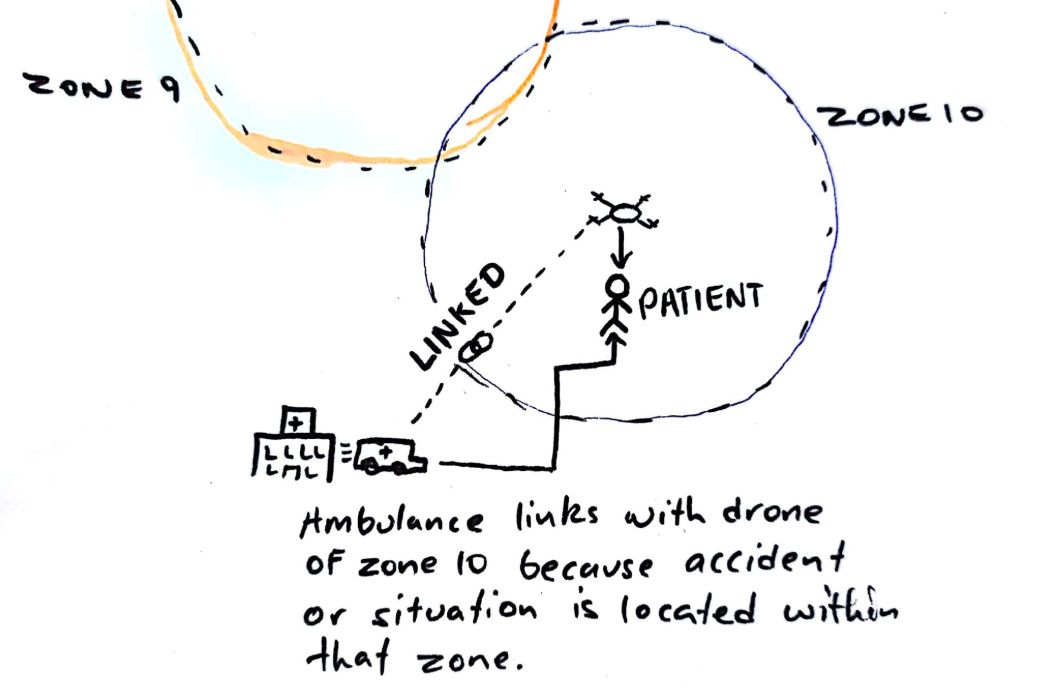 ZONE 9
ZONE 10
LINKED
PATIENT
Ambulance links with drone
of zone 10 because accident
or situation is located within
that zone.